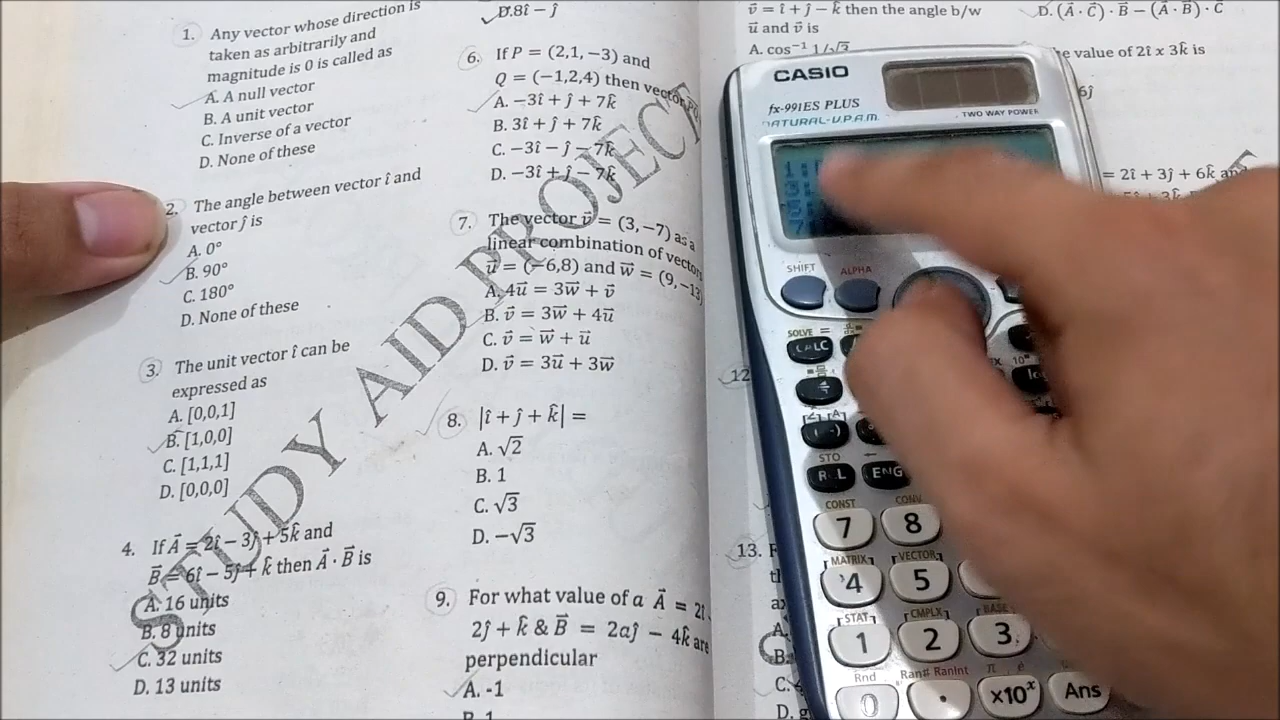 1. Any vector whose direction is
taken as arbitrarily and
magnitude is 0 is called as
A. A null vector
B. A unit vector
C. Inverse of a vector
D. None of these
2. The angle between vector î and
vector ĵ is
A. 0°
B. 90°
C. 180°
D. None of these
3. The unit vector î can be
expressed as
A. [0,0,1]
B. [1,0,0]
C. [1,1,1]
D. [0,0,0]
4. If A⃗ = 2î − 3ĵ + 5k̂ and
B⃗ = 6î − 5ĵ + k̂ then A⃗ · B⃗ is
A. 16 units
B. 8 units
C. 32 units
D. 13 units
D. 8î − ĵ
6. If P = (2,1, −3) and
Q = (−1,2,4) then vector
A. −3î + ĵ + 7k̂
B. 3î + ĵ + 7k̂
C. −3î − ĵ − 7k̂
D. −3î + ĵ − 7k̂
7. The vector v⃗ = (3, −7) as a
linear combination of vectors
u⃗ = (−6,8) and w⃗ = (9, −13)
A. 4u⃗ = 3w⃗ + v⃗
B. v⃗ = 3w⃗ + 4u⃗
C. v⃗ = w⃗ + u⃗
D. v⃗ = 3u⃗ + 3w⃗
8. |î + ĵ + k̂| =
A. √2
B. 1
C. √3
D. −√3
9. For what value of a A⃗ = 2î
2ĵ + k̂ & B⃗ = 2aĵ − 4k̂ are
perpendicular
A. -1
B. 1
STUDY AID PROJECT
v⃗ = î + ĵ − k̂ then the angle b/w
u⃗ and v⃗ is
A. cos⁻¹ 1/√3
D. (A⃗ · C⃗) · B⃗ − (A⃗ · B⃗) · C⃗
value of 2î x 3k̂ is
6ĵ
= 2î + 3ĵ + 6k̂ and
12
13.
A.
B.
C.
D.
CASIO
fx-991ES PLUS
NATURAL-V.P.A.M.
TWO WAY POWER
SHIFT ALPHA
SOLVE =
CALC
STO
RCL ENG
CONST CONV
7 8
MATRIX VECTOR
4 5
STAT CMPLX BASE
1 2 3
Rnd Ran# RanInt π e
0 . ×10ˣ Ans